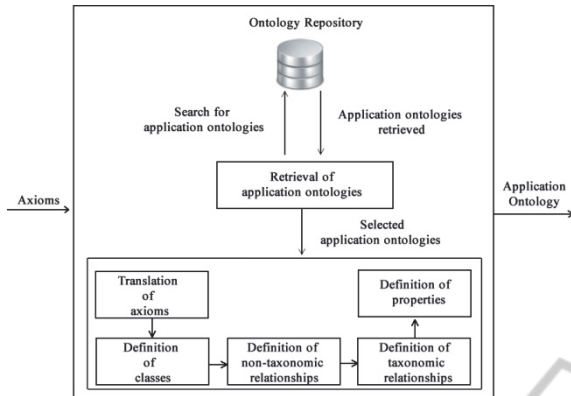 Ontology Repository
Search for
application ontologies
Application ontologies
retrieved
Retrieval of
application ontologies
Axioms
Application
Ontology
Selected
application ontologies
Translation
of
axioms
Definition of
properties
Definition
of
classes
Definition of
non-taxonomic
relationships
Definition of
taxonomic
relationships